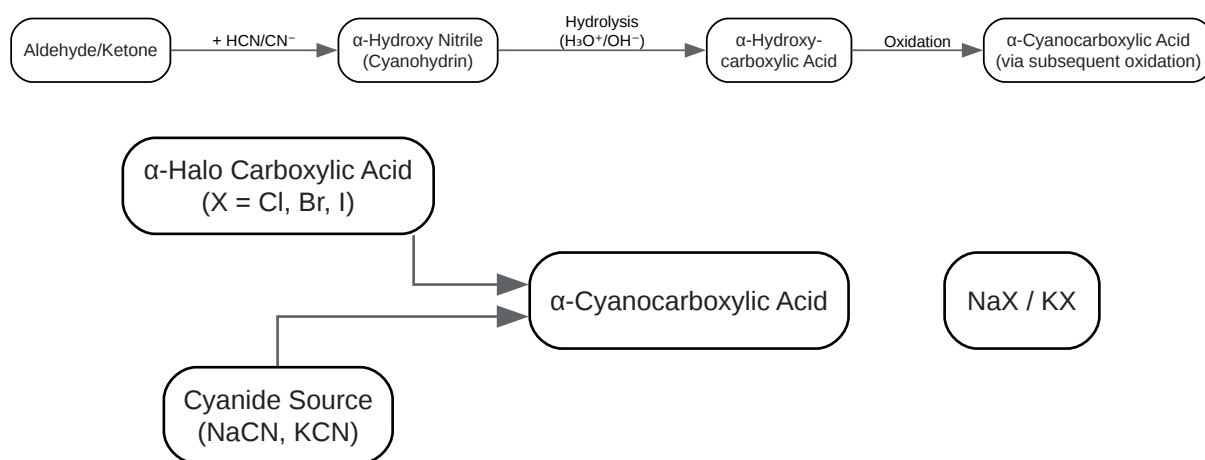 Aldehyde/Ketone
+ HCN/CN⁻
α-Hydroxy Nitrile
(Cyanohydrin)
Hydrolysis
(H₃O⁺/OH⁻)
α-Hydroxy-
carboxylic Acid
Oxidation
α-Cyanocarboxylic Acid
(via subsequent oxidation)
α-Halo Carboxylic Acid
(X = Cl, Br, I)
α-Cyanocarboxylic Acid
NaX / KX
Cyanide Source
(NaCN, KCN)